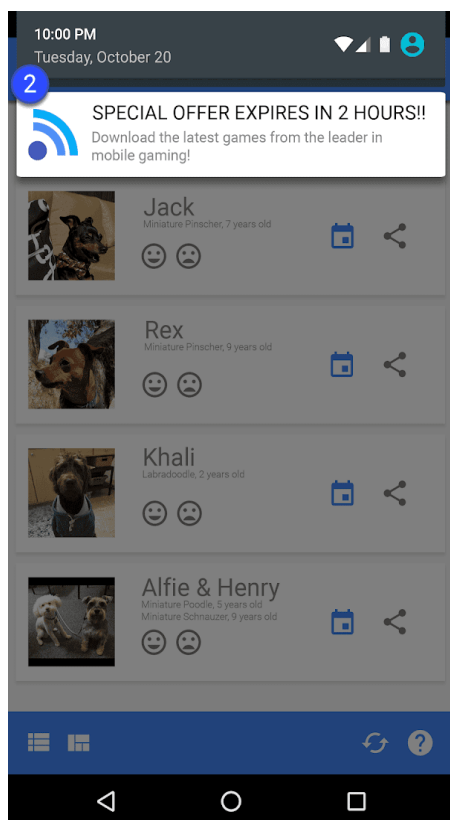 10:00 PM
Tuesday, October 20
2
SPECIAL OFFER EXPIRES IN 2 HOURS!!
Download the latest games from the leader in
mobile gaming!
Jack
Miniature Pinscher, 7 years old
Rex
Miniature Pinscher, 9 years old
Khali
Labradoodle, 2 years old
Alfie & Henry
Miniature Poodle, 5 years old
Miniature Schnauzer, 9 years old
?